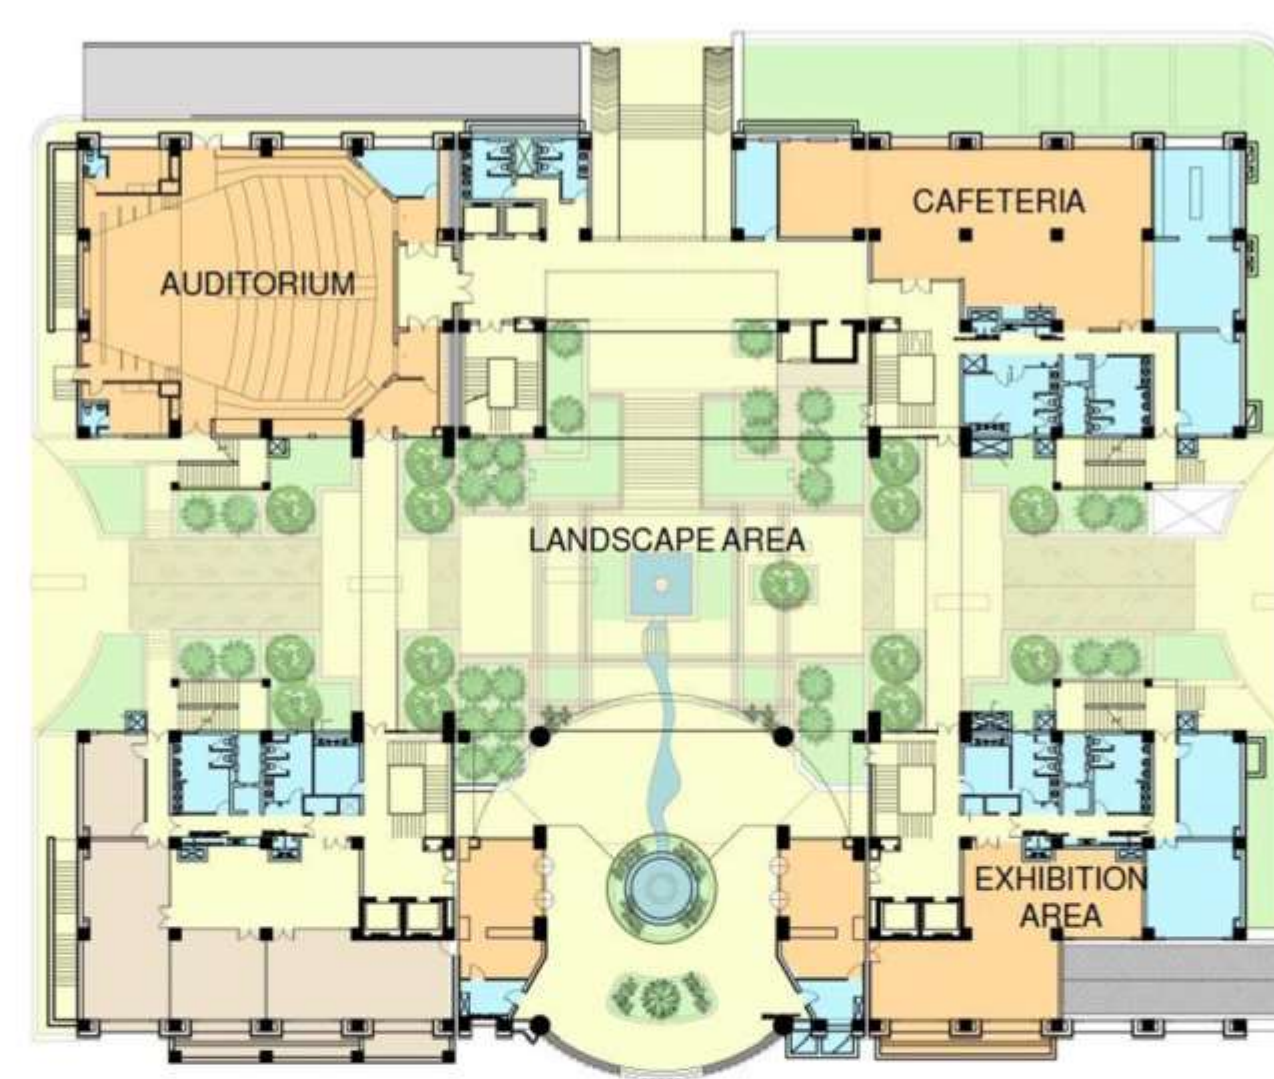 CAFETERIA
AUDITORIUM
LANDSCAPE AREA
EXHIBITION
AREA